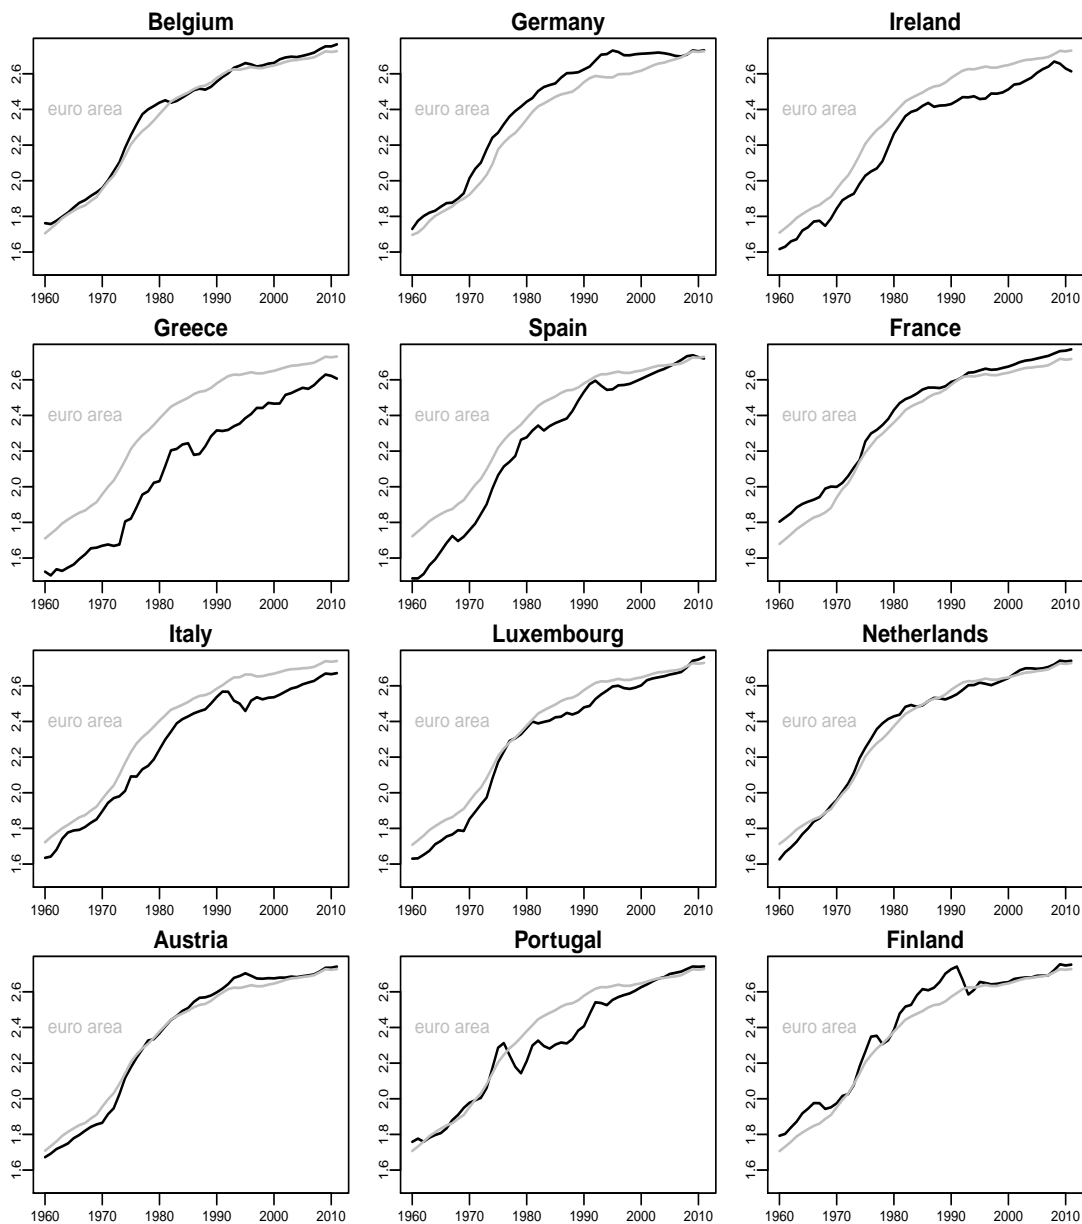 Belgium Germany Ireland
2.6 2.6 2.6
euro area euro area euro area
2.4 2.4 2.4
2.2 2.2 2.2
2.0 2.0 2.0
1.8 1.8 1.8
1.6 1.6 1.6
1960 1970 1980 1990 2000 2010 1960 1970 1980 1990 2000 2010 1960 1970 1980 1990 2000 2010
Greece Spain France
2.6 2.6 2.6
euro area euro area euro area
2.4 2.4 2.4
2.2 2.2 2.2
2.0 2.0 2.0
1.8 1.8 1.8
1.6 1.6 1.6
1960 1970 1980 1990 2000 2010 1960 1970 1980 1990 2000 2010 1960 1970 1980 1990 2000 2010
Italy Luxembourg Netherlands
2.6 2.6 2.6
euro area euro area euro area
2.4 2.4 2.4
2.2 2.2 2.2
2.0 2.0 2.0
1.8 1.8 1.8
1.6 1.6 1.6
1960 1970 1980 1990 2000 2010 1960 1970 1980 1990 2000 2010 1960 1970 1980 1990 2000 2010
Austria Portugal Finland
2.6 2.6 2.6
euro area euro area euro area
2.4 2.4 2.4
2.2 2.2 2.2
2.0 2.0 2.0
1.8 1.8 1.8
1.6 1.6 1.6
1960 1970 1980 1990 2000 2010 1960 1970 1980 1990 2000 2010 1960 1970 1980 1990 2000 2010